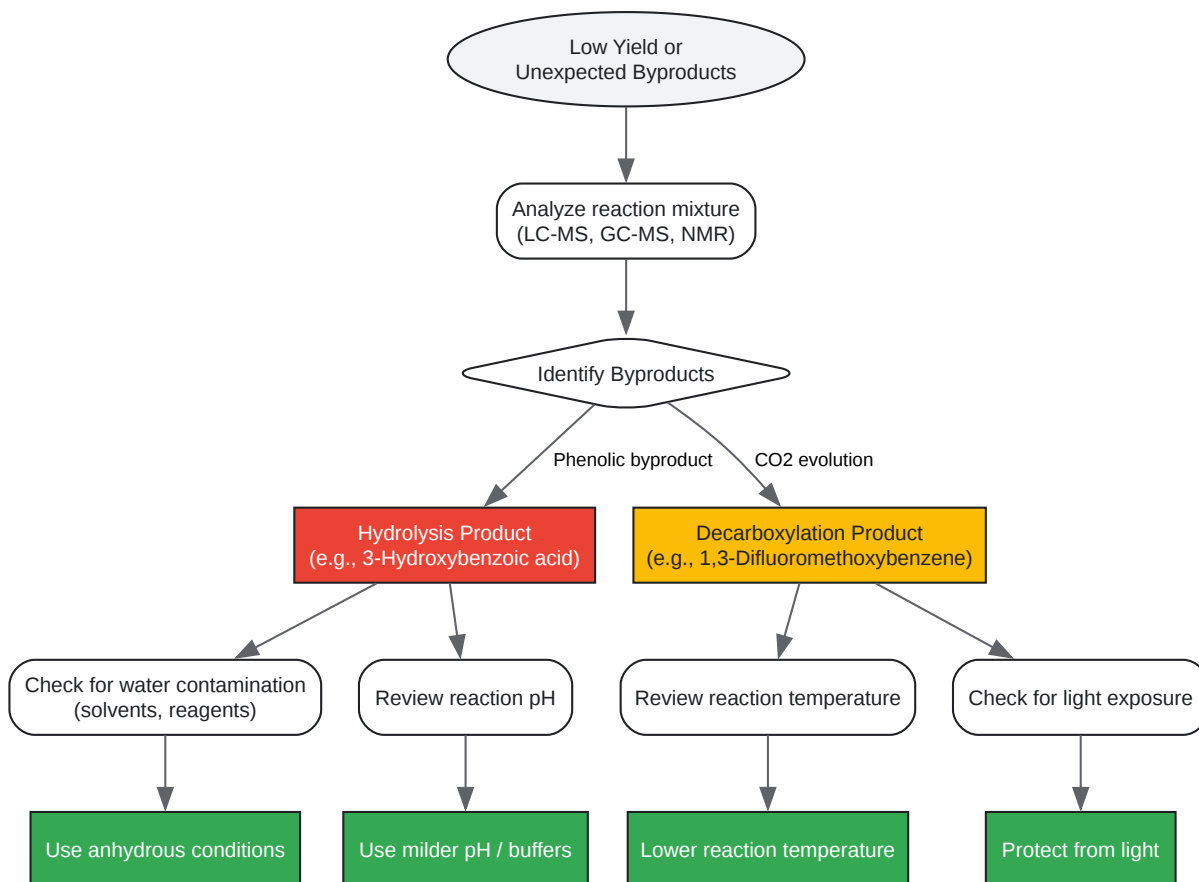 Low Yield or
Unexpected Byproducts
Analyze reaction mixture
(LC-MS, GC-MS, NMR)
Identify Byproducts
Phenolic byproduct
CO2 evolution
Hydrolysis Product
(e.g., 3-Hydroxybenzoic acid)
Decarboxylation Product
(e.g., 1,3-Difluoromethoxybenzene)
Check for water contamination
(solvents, reagents)
Review reaction pH
Review reaction temperature
Check for light exposure
Use anhydrous conditions
Use milder pH / buffers
Lower reaction temperature
Protect from light